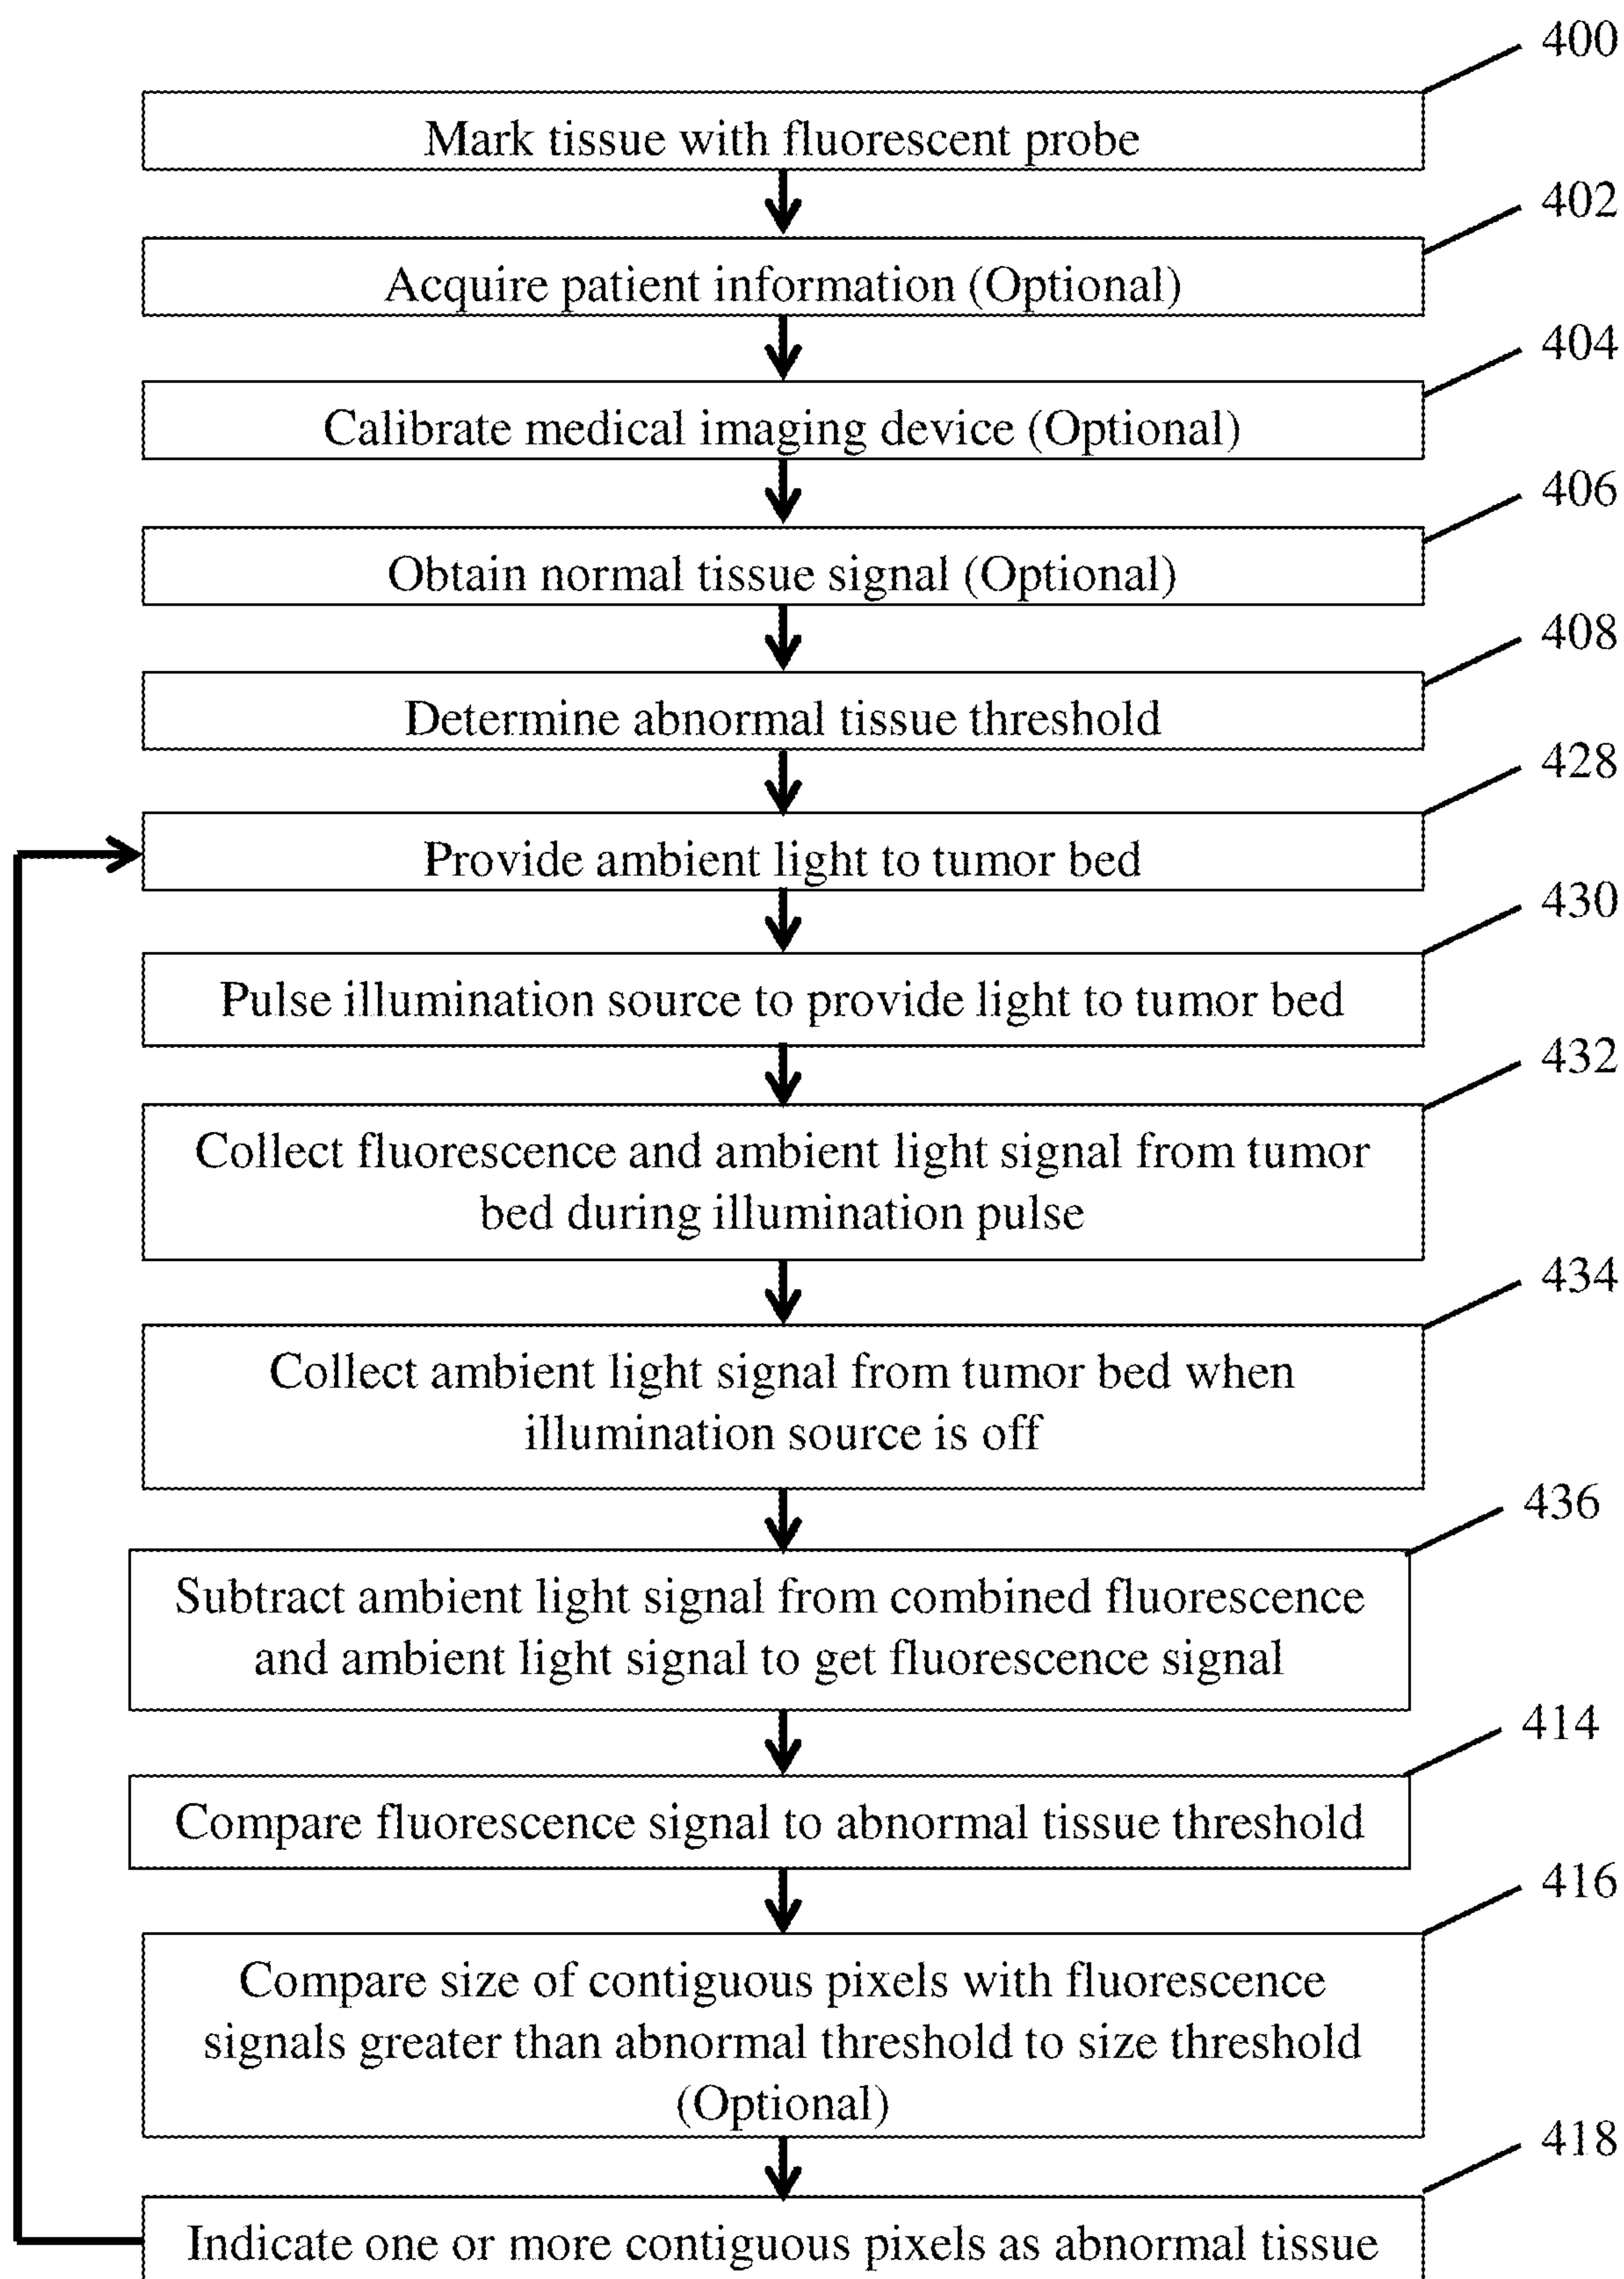 400
Mark tissue with fluorescent probe
402
Acquire patient information (Optional)
404
Calibrate medical imaging device (Optional)
406
Obtain normal tissue signal (Optional)
408
Determine abnormal tissue threshold
428
Provide ambient light to tumor bed
430
Pulse illumination source to provide light to tumor bed
432
Collect fluorescence and ambient light signal from tumor
bed during illumination pulse
434
Collect ambient light signal from tumor bed when
illumination source is off
436
Subtract ambient light signal from combined fluorescence
and ambient light signal to get fluorescence signal
414
Compare fluorescence signal to abnormal tissue threshold
416
Compare size of contiguous pixels with fluorescence
signals greater than abnormal threshold to size threshold
(Optional)
418
Indicate one or more contiguous pixels as abnormal tissue